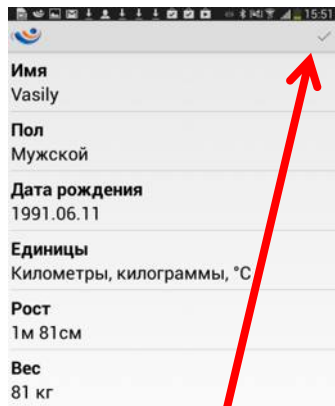 15:51
Имя
Vasily
Пол
Мужской
Дата рождения
1991.06.11
Единицы
Километры, килограммы, °C
Рост
1м 81см
Вес
81 кг